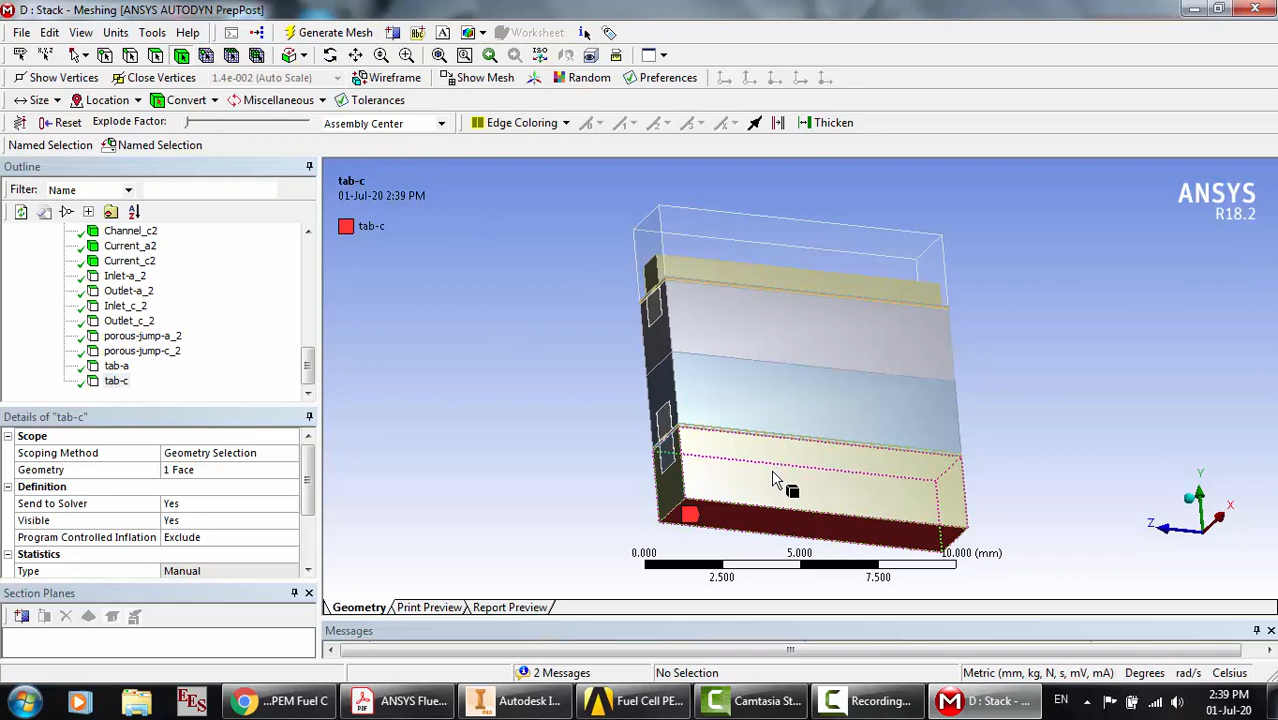 D : Stack - Meshing [ANSYS AUTODYN PrepPost]
File Edit View Units Tools Help Generate Mesh Worksheet
Show Vertices Close Vertices 1.4e-002 (Auto Scale) Wireframe Show Mesh Random Preferences
Size Location Convert Miscellaneous Tolerances
Reset Explode Factor: Assembly Center Edge Coloring Thicken
Named Selection Named Selection
Outline
Filter: Name
Channel_c2
Current_a2
Current_c2
Inlet-a_2
Outlet-a_2
Inlet_c_2
Outlet_c_2
porous-jump-a_2
porous-jump-c_2
tab-a
tab-c
Details of "tab-c"
Scope
Scoping Method Geometry Selection
Geometry 1 Face
Definition
Send to Solver Yes
Visible Yes
Program Controlled Inflation Exclude
Statistics
Type Manual
Section Planes
tab-c
01-Jul-20 2:39 PM
tab-c
ANSYS
R18.2
Y
X
Z
0.000 5.000 10.000 (mm)
2.500 7.500
Geometry Print Preview Report Preview
Messages
2 Messages No Selection Metric (mm, kg, N, s, mV, mA) Degrees rad/s Celsius
EES ...PEM Fuel C PDF ANSYS Flue... Autodesk I... Fuel Cell PE... Camtasia St... Recording... D : Stack - ... EN 2:39 PM
01-Jul-20